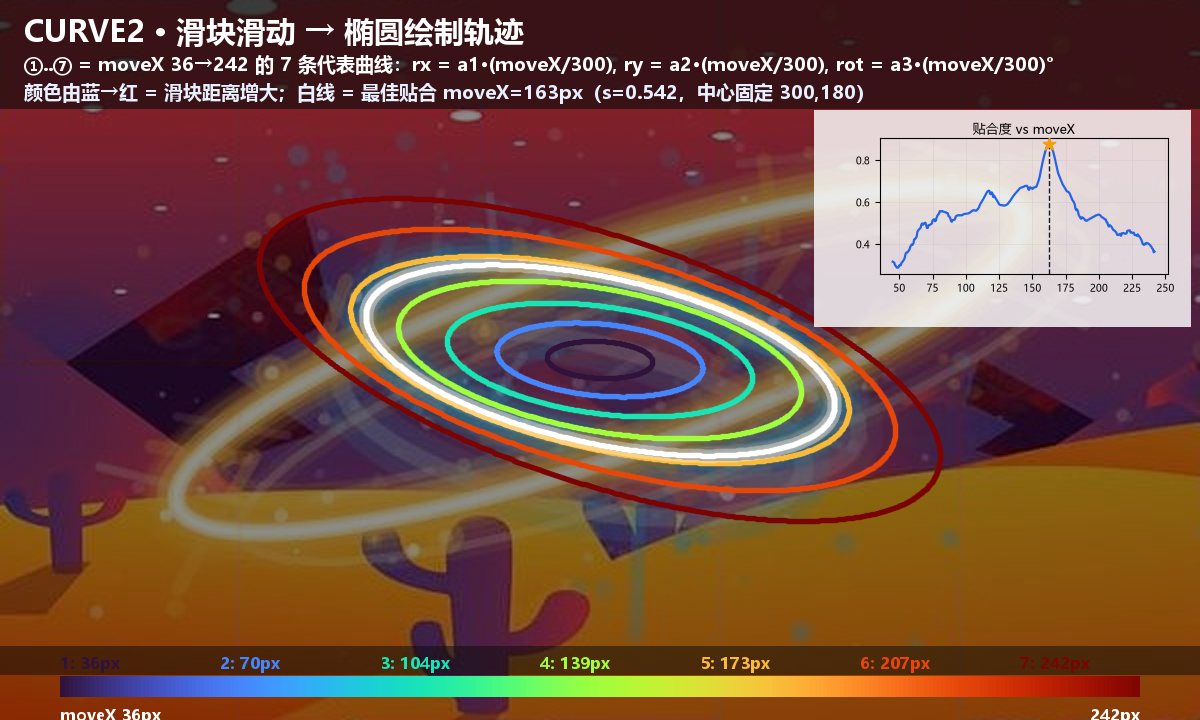 CURVE2 • 滑块滑动 → 椭圆绘制轨迹
①..⑦ = moveX 36→242 的 7 条代表曲线：rx = a1·(moveX/300), ry = a2·(moveX/300), rot = a3·(moveX/300)°
颜色由蓝→红 = 滑块距离增大；白线 = 最佳贴合 moveX=163px（s=0.542，中心固定 300,180）
贴合度 vs moveX
0.8
0.6
0.4
50 75 100 125 150 175 200 225 250
1: 36px 2: 70px 3: 104px 4: 139px 5: 173px 6: 207px 7: 242px
moveX 36px 242px